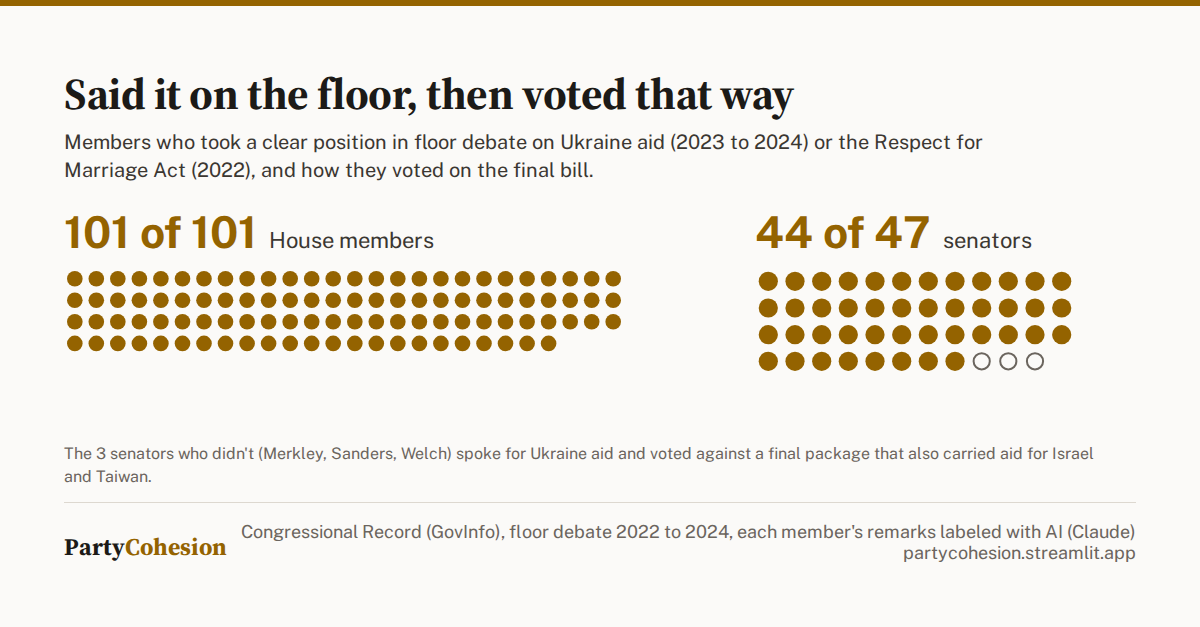 Said it on the floor, then voted that way
Members who took a clear position in floor debate on Ukraine aid (2023 to 2024) or the Respect for
Marriage Act (2022), and how they voted on the final bill.
101 of 101 House members
44 of 47 senators
The 3 senators who didn't (Merkley, Sanders, Welch) spoke for Ukraine aid and voted against a final package that also carried aid for Israel
and Taiwan.
PartyCohesion
Congressional Record (GovInfo), floor debate 2022 to 2024, each member's remarks labeled with AI (Claude)
partycohesion.streamlit.app